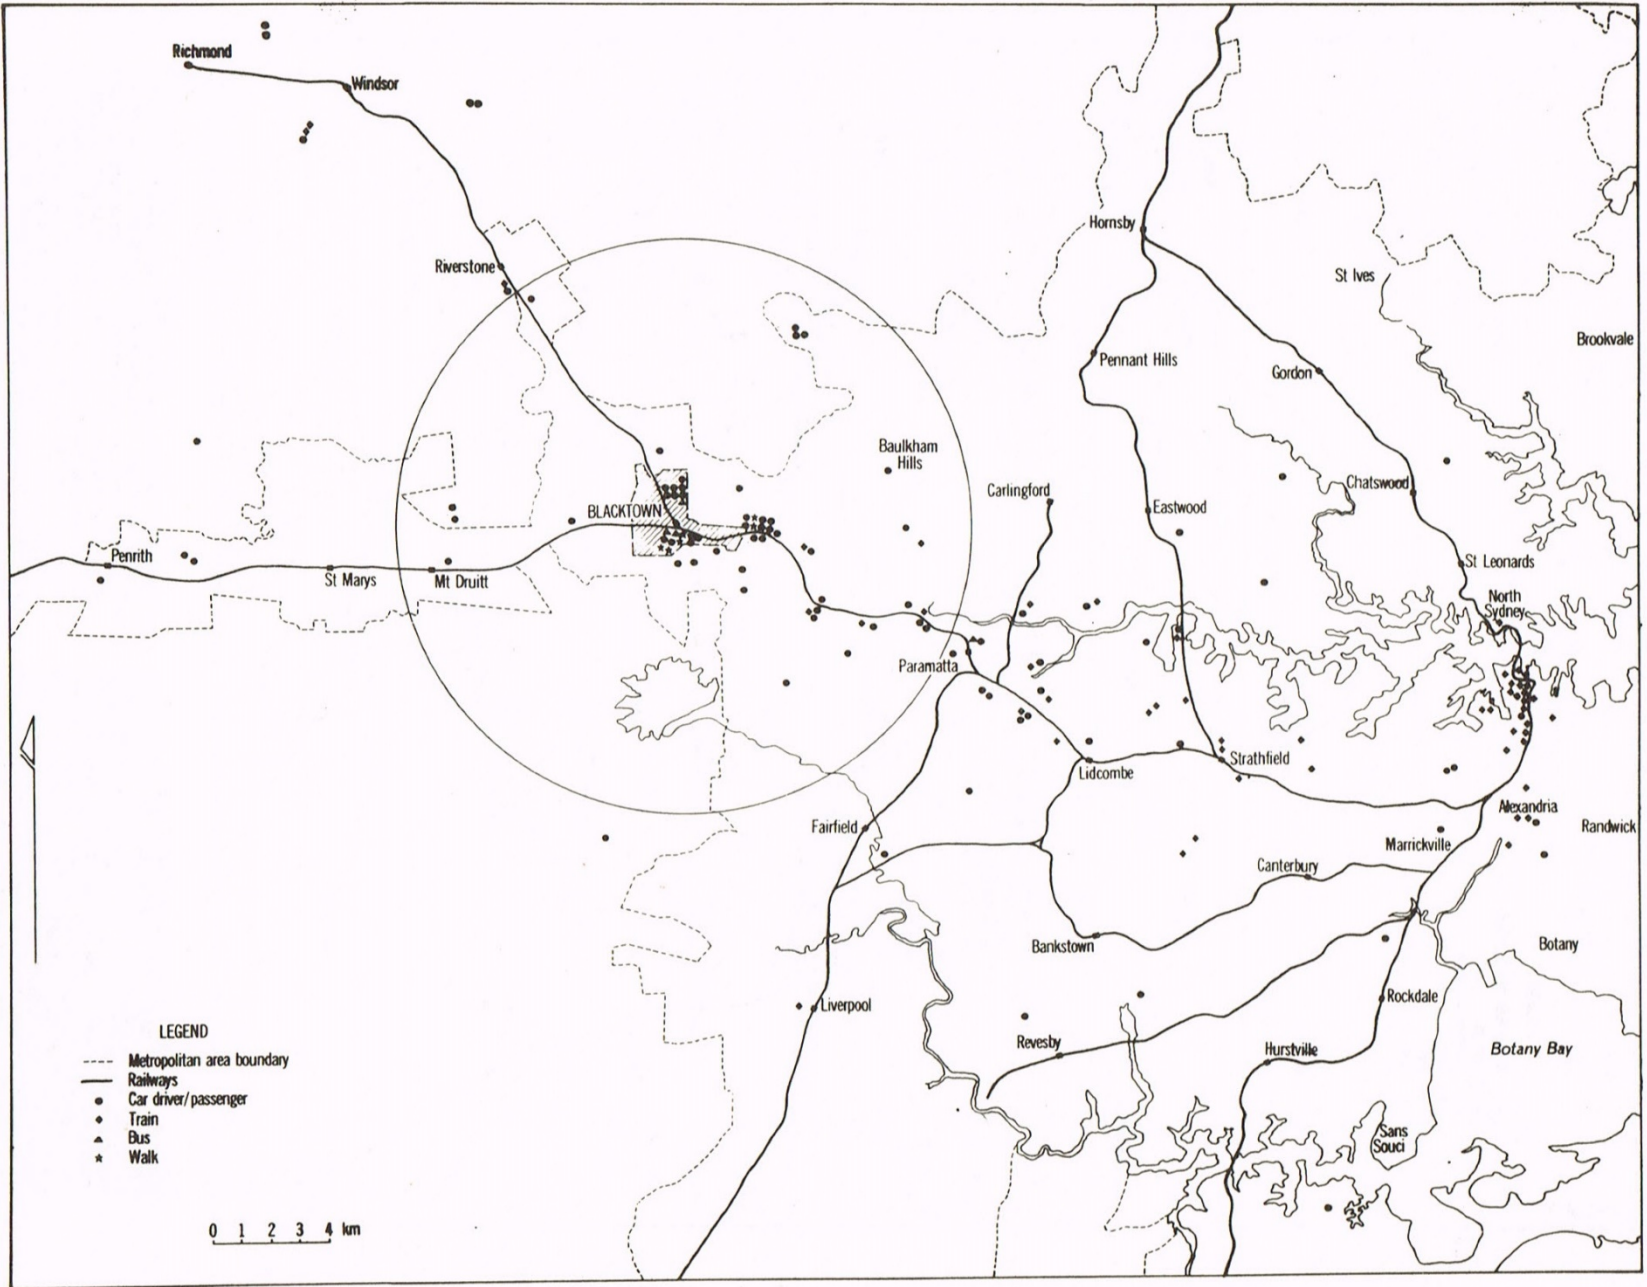 Richmond
Windsor
Hornsby
Riverstone
St Ives
Brookvale
Pennant Hills
Gordon
Baulkham
Hills
Chatswood
Carlingford
Eastwood
BLACKTOWN
Penrith
St Marys
Mt Druitt
St Leonards
North
Sydney
Paramatta
Strathfield
Lidcombe
Alexandria
Fairfield
Randwick
Marrickville
Canterbury
Bankstown
Botany
Liverpool
Rockdale
Revesby
Hurstville
Botany Bay
Sans
Souci
LEGEND
Metropolitan area boundary
Railways
Car driver/passenger
Train
Bus
Walk
0 1 2 3 4 km